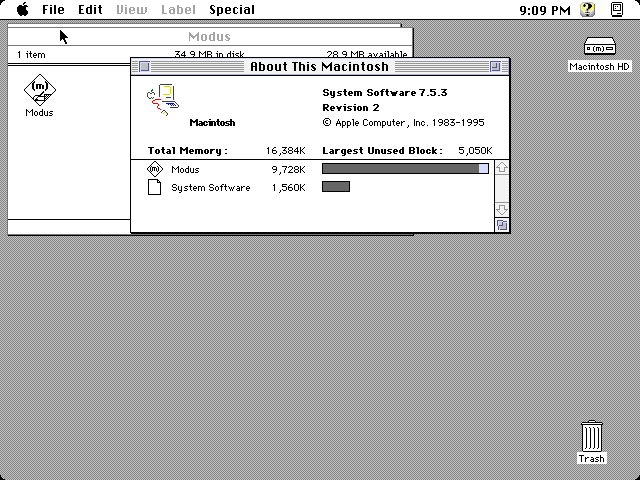 File Edit View Label Special 9:09 PM
Modus
1 item 34.9 MB in disk 28.9 MB available
Modus
Macintosh HD
About This Macintosh
System Software 7.5.3
Revision 2
© Apple Computer, Inc. 1983-1995
Macintosh
Total Memory : 16,384K Largest Unused Block : 5,050K
Modus 9,728K
System Software 1,560K
Trash